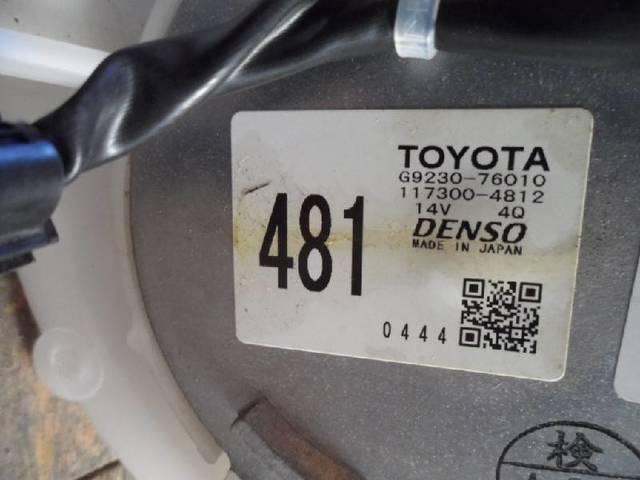 TOYOTA
G9230-76010
117300-4812
14V 4Q
DENSO
MADE IN JAPAN
481
0444
検